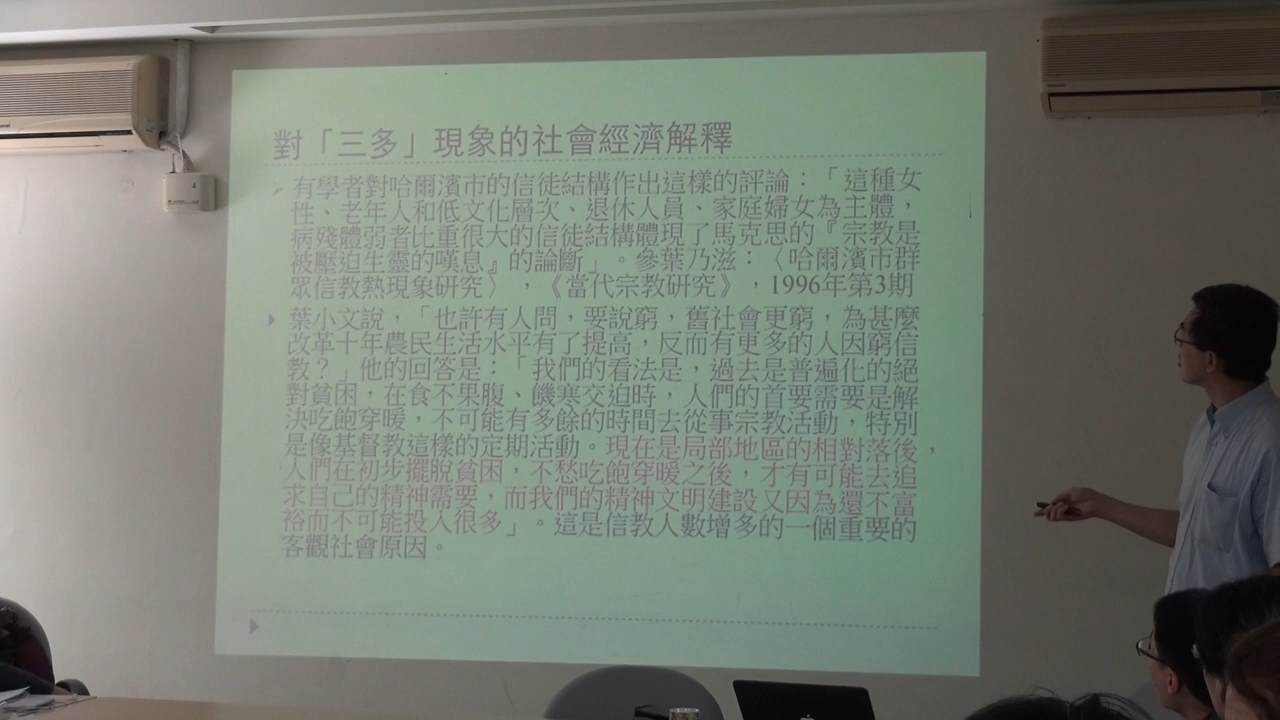 對「三多」現象的社會經濟解釋
有學者對哈爾濱市的信徒結構作出這樣的評論：「這種女
性、老年人和低文化層次、退休人員、家庭婦女為主體，
病殘體弱者比重很大的信徒結構體現了馬克思的『宗教是
被壓迫生靈的嘆息』的論斷」。參葉乃滋：〈哈爾濱市群
眾信教熱現象研究〉，《當代宗教研究》，1996年第3期
葉小文說，「也許有人問，要說窮，舊社會更窮，為甚麼
改革十年農民生活水平有了提高，反而有更多的人因窮信
教？」他的回答是：「我們的看法是，過去是普遍化的絕
對貧困，在食不果腹、饑寒交迫時，人們的首要需要是解
決吃飽穿暖，不可能有多餘的時間去從事宗教活動，特別
是像基督教這樣的定期活動。現在是局部地區的相對落後，
人們在初步擺脫貧困，不愁吃飽穿暖之後，才有可能去追
求自己的精神需要，而我們的精神文明建設又因為還不富
裕而不可能投入很多」。這是信教人數增多的一個重要的
客觀社會原因。